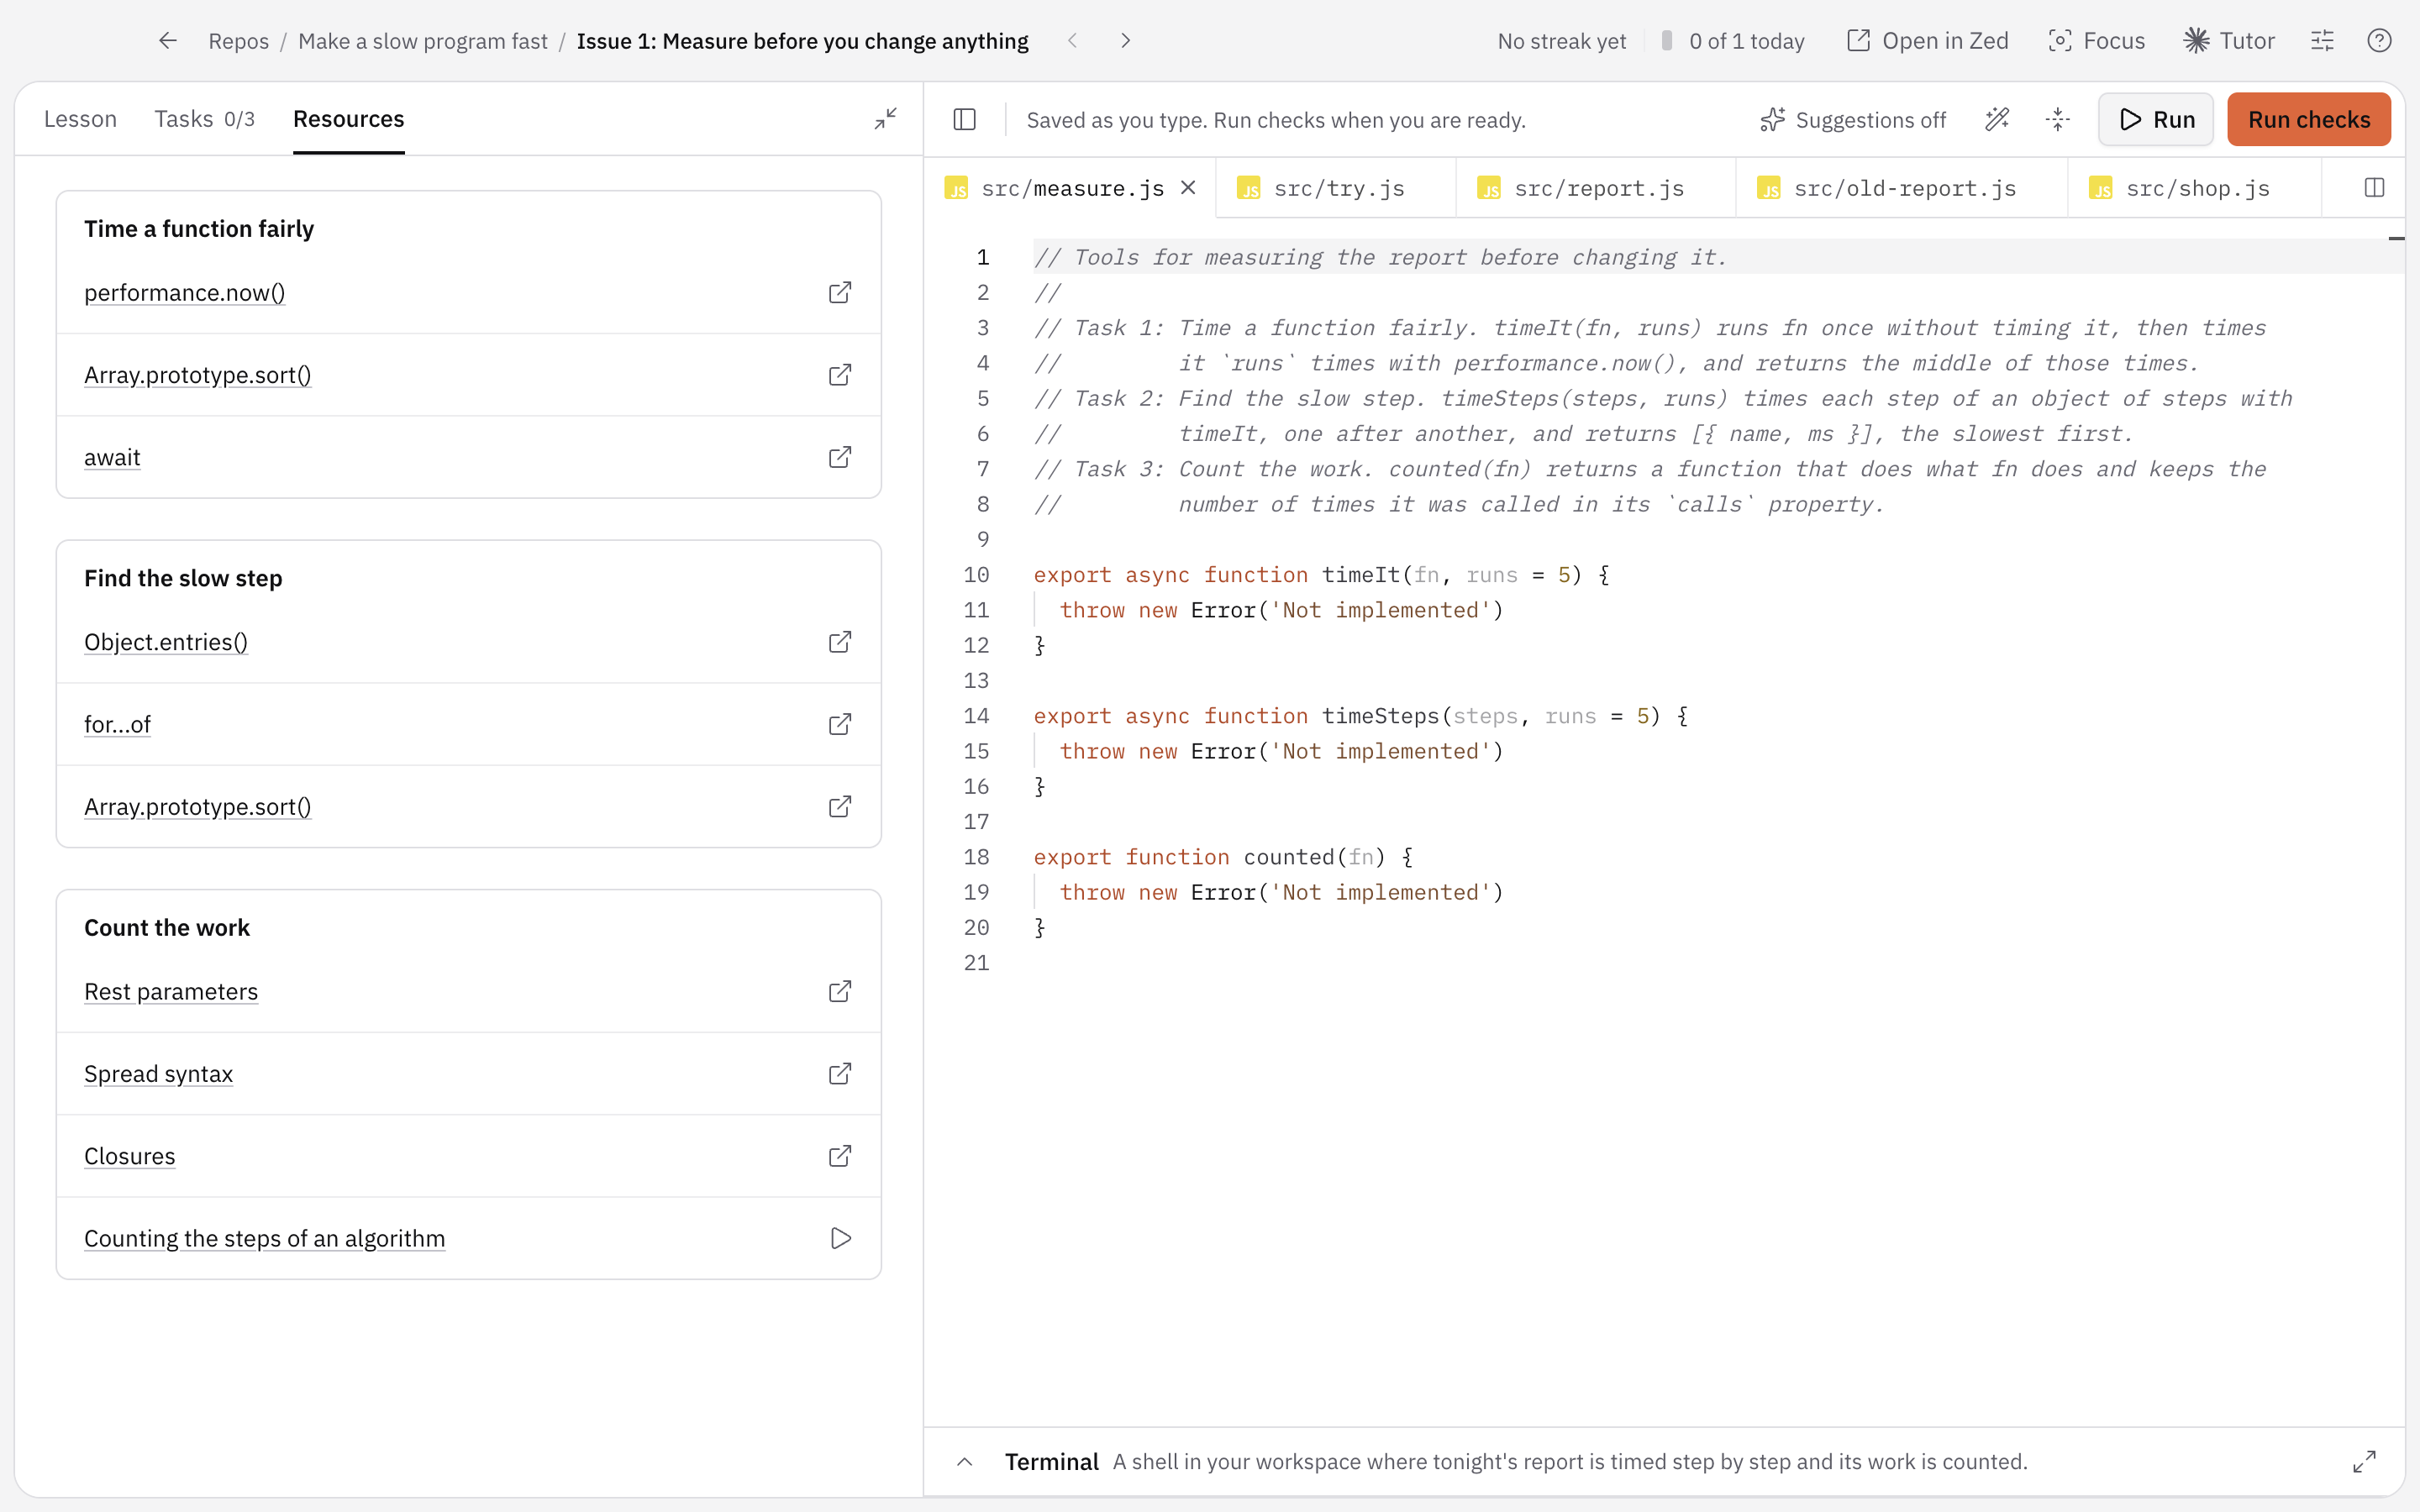 Repos / Make a slow program fast / Issue 1: Measure before you change anything
No streak yet
0 of 1 today
Open in Zed
Focus
Tutor
Lesson
Tasks 0/3
Resources
Time a function fairly
performance.now()
Array.prototype.sort()
await
Find the slow step
Object.entries()
for...of
Array.prototype.sort()
Count the work
Rest parameters
Spread syntax
Closures
Counting the steps of an algorithm
Saved as you type. Run checks when you are ready.
Suggestions off
Run
Run checks
JS src/measure.js
JS src/try.js
JS src/report.js
JS src/old-report.js
JS src/shop.js
1 // Tools for measuring the report before changing it.
2 //
3 // Task 1: Time a function fairly. timeIt(fn, runs) runs fn once without timing it, then times
4 //         it `runs` times with performance.now(), and returns the middle of those times.
5 // Task 2: Find the slow step. timeSteps(steps, runs) times each step of an object of steps with
6 //         timeIt, one after another, and returns [{ name, ms }], the slowest first.
7 // Task 3: Count the work. counted(fn) returns a function that does what fn does and keeps the
8 //         number of times it was called in its `calls` property.
9
10 export async function timeIt(fn, runs = 5) {
11   throw new Error('Not implemented')
12 }
13
14 export async function timeSteps(steps, runs = 5) {
15   throw new Error('Not implemented')
16 }
17
18 export function counted(fn) {
19   throw new Error('Not implemented')
20 }
21
Terminal A shell in your workspace where tonight's report is timed step by step and its work is counted.